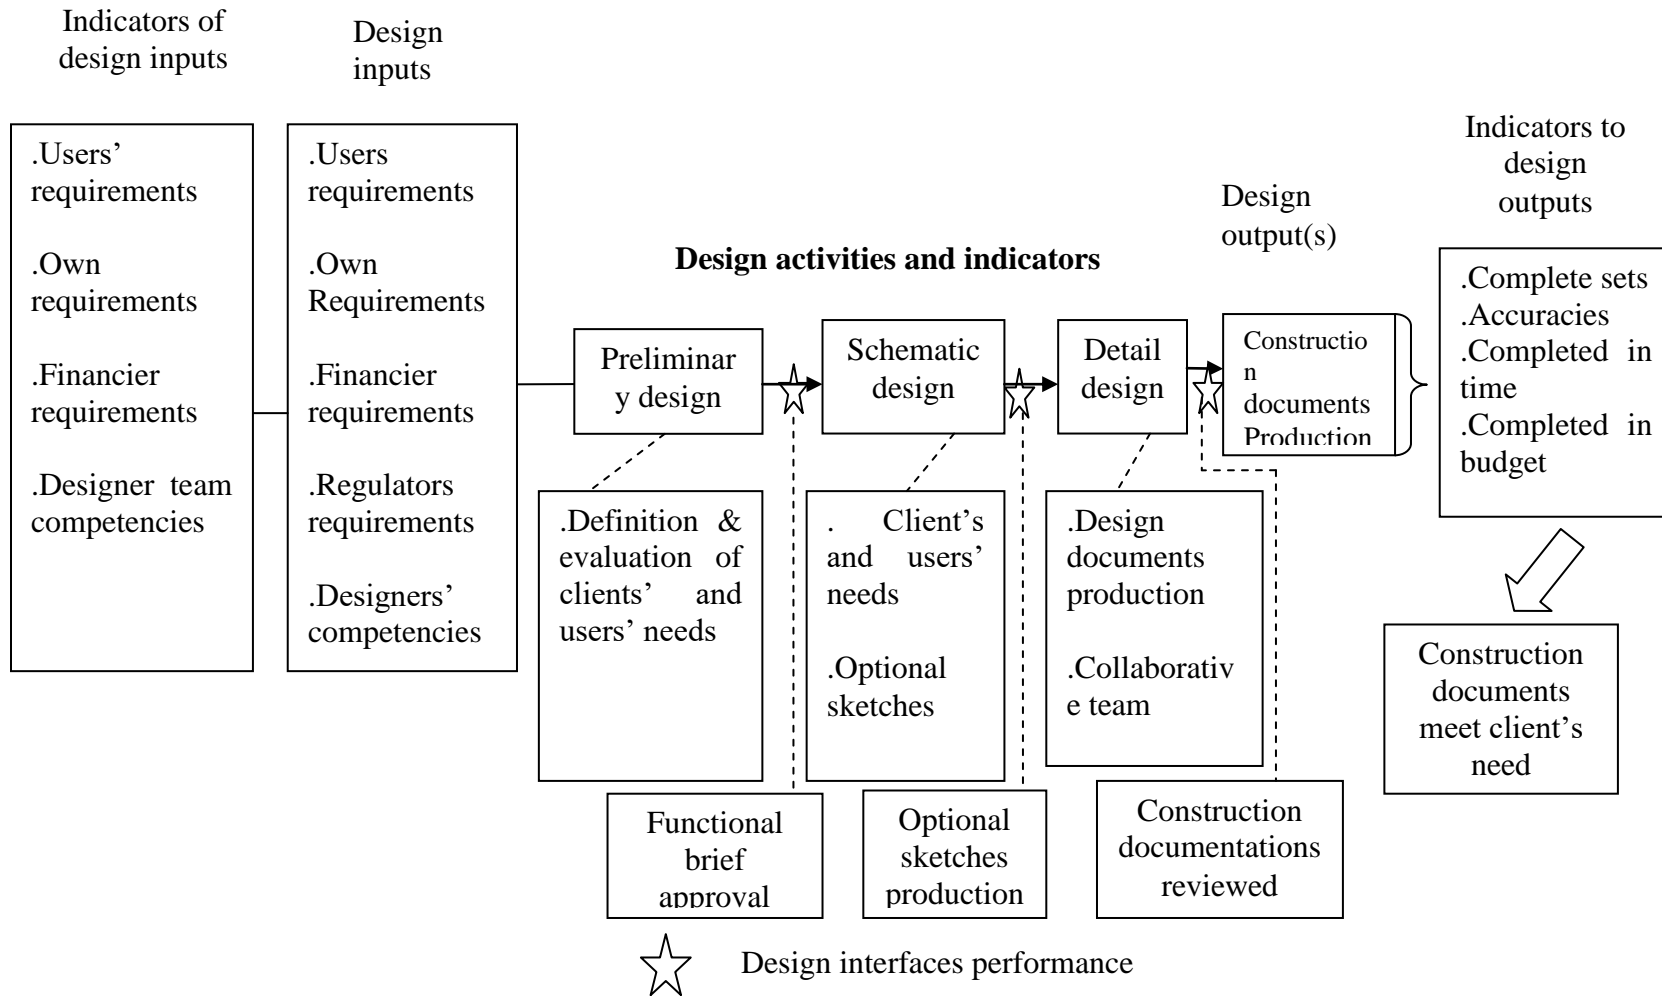 Indicators of
design inputs
Design
inputs
.Users’
requirements
.Own
requirements
.Financier
requirements
.Designer team
competencies
.Users
requirements
.Own
Requirements
.Financier
requirements
.Regulators
requirements
.Designers’
competencies
Design activities and indicators
Preliminar
y design
Schematic
design
Detail
design
Design
output(s)
Constructio
n
documents
Production
Indicators to
design
outputs
.Complete sets
.Accuracies
.Completed in
time
.Completed in
budget
.Definition &
evaluation of
clients’ and
users’ needs
. Client’s
and users’
needs
.Optional
sketches
.Design
documents
production
.Collaborativ
e team
Functional
brief
approval
Optional
sketches
production
Construction
documentations
reviewed
Construction
documents
meet client’s
need
Design interfaces performance